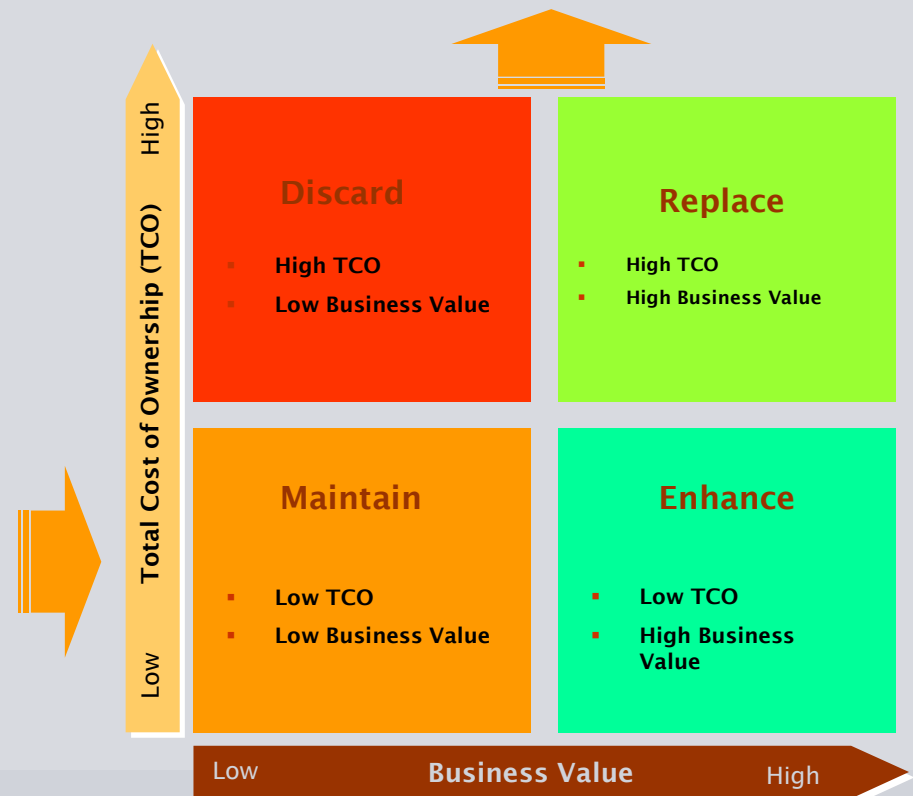 High
Total Cost of Ownership (TCO)
Low
Discard
▪ High TCO
▪ Low Business Value
Replace
▪ High TCO
▪ High Business Value
Maintain
▪ Low TCO
▪ Low Business Value
Enhance
▪ Low TCO
▪ High Business
Value
Low
Business Value
High